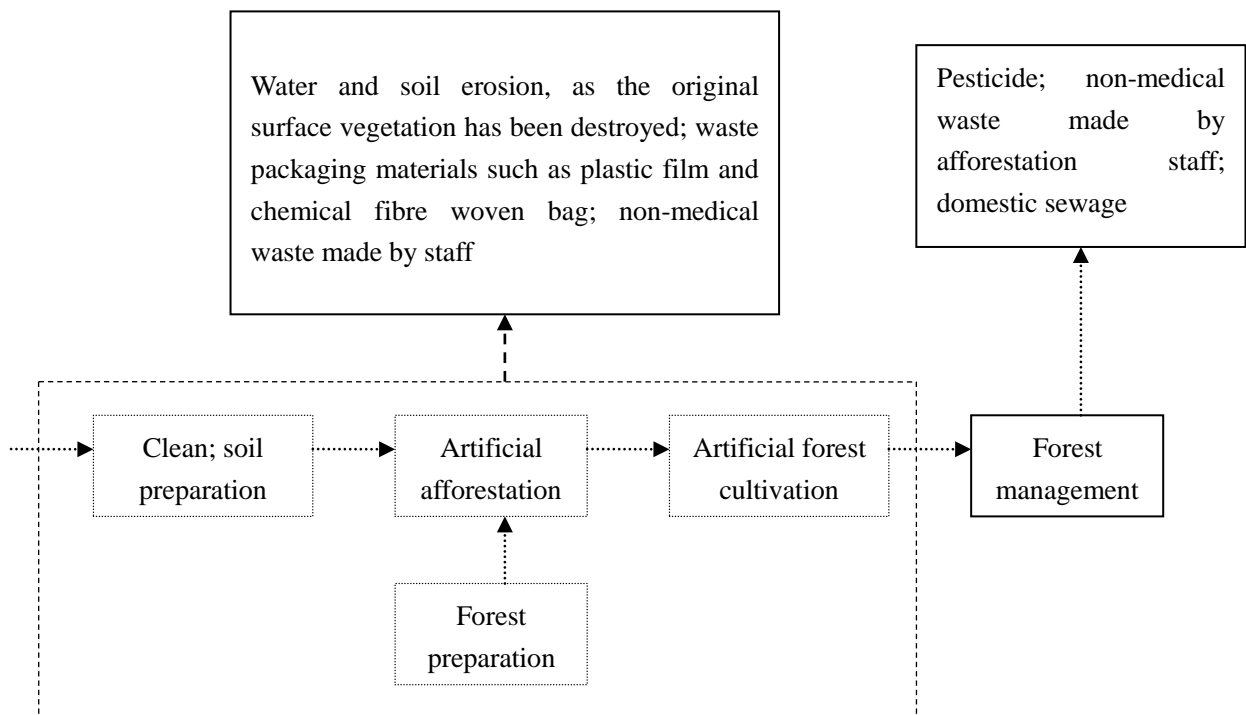 Water and soil erosion, as the original
surface vegetation has been destroyed; waste
packaging materials such as plastic film and
chemical fibre woven bag; non-medical
waste made by staff
Pesticide; non-medical
waste made by
afforestation staff;
domestic sewage
Clean; soil
preparation
Artificial
afforestation
Artificial forest
cultivation
Forest
management
Forest
preparation